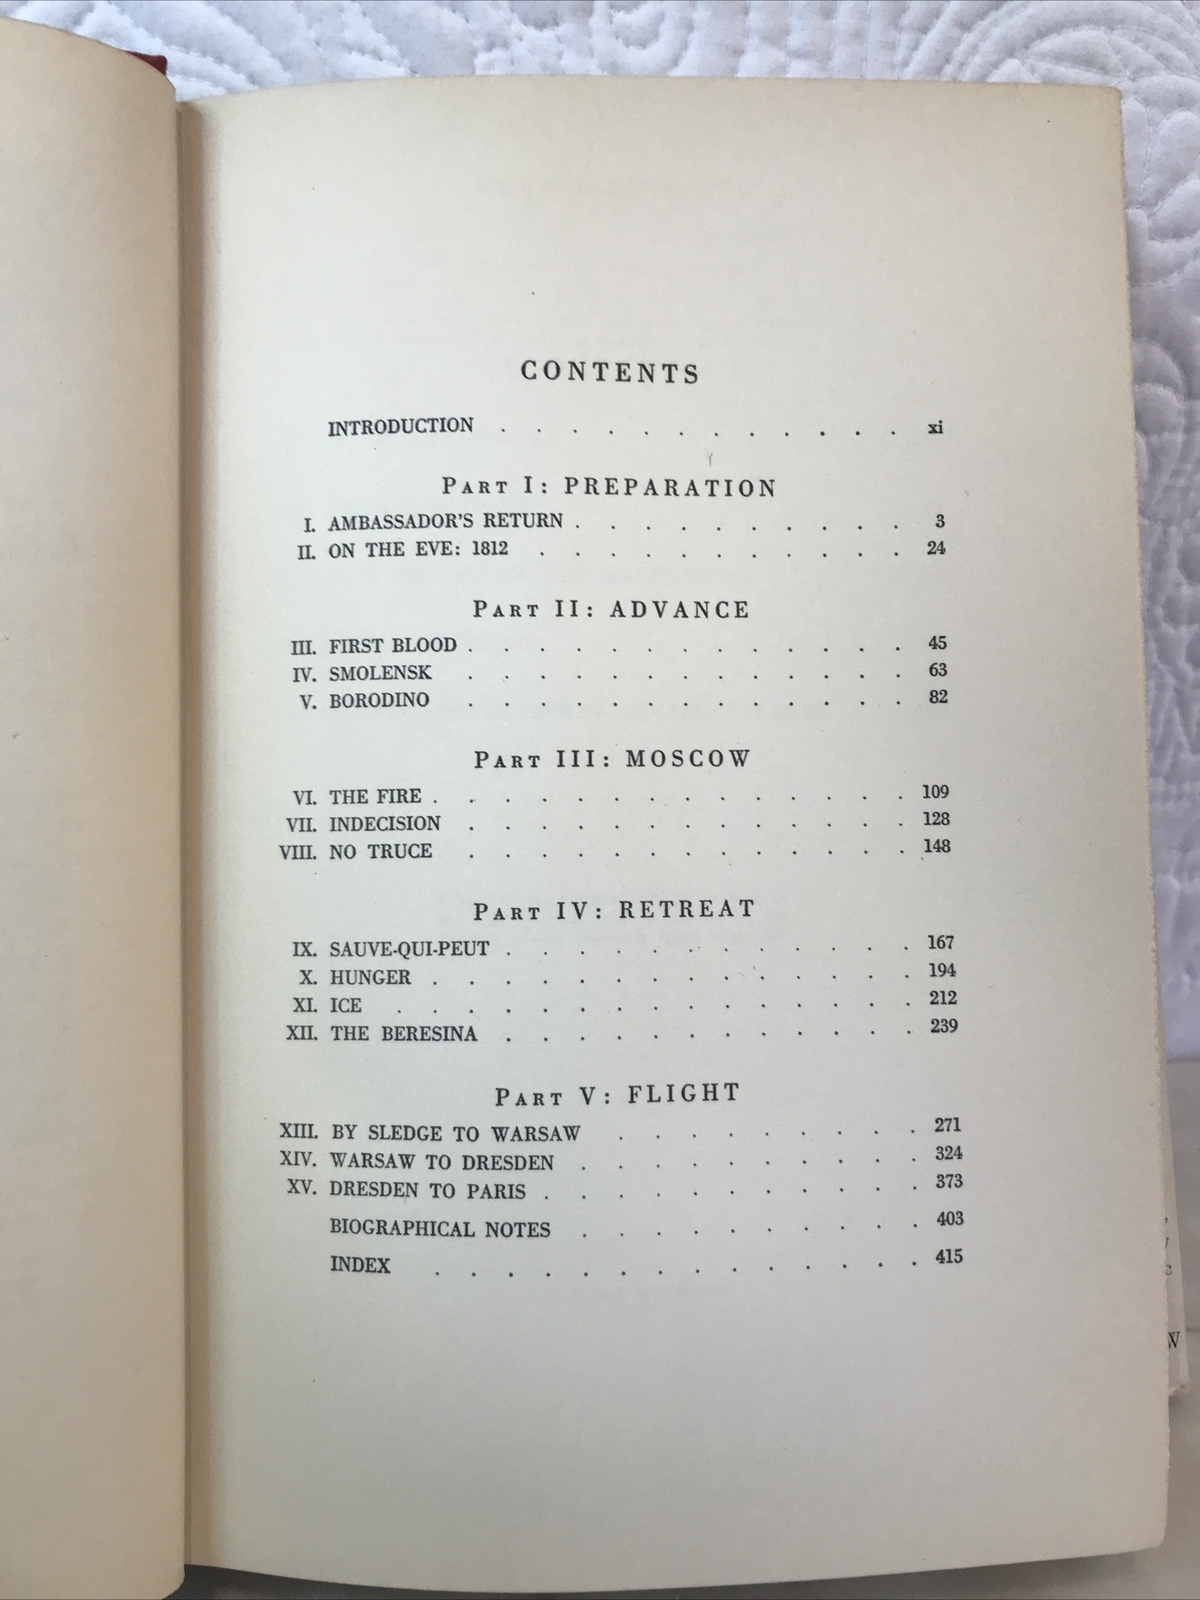 CONTENTS
INTRODUCTION . . . . . . . . . . . . xi
PART I: PREPARATION
I. AMBASSADOR'S RETURN . . . . . . . . . . 3
II. ON THE EVE: 1812 . . . . . . . . . . . 24
PART II: ADVANCE
III. FIRST BLOOD . . . . . . . . . . . . . 45
IV. SMOLENSK . . . . . . . . . . . . . 63
V. BORODINO . . . . . . . . . . . . . 82
PART III: MOSCOW
VI. THE FIRE . . . . . . . . . . . . . . 109
VII. INDECISION . . . . . . . . . . . . . 128
VIII. NO TRUCE . . . . . . . . . . . . . 148
PART IV: RETREAT
IX. SAUVE-QUI-PEUT . . . . . . . . . . . . 167
X. HUNGER . . . . . . . . . . . . . . 194
XI. ICE . . . . . . . . . . . . . . . 212
XII. THE BERESINA . . . . . . . . . . . . 239
PART V: FLIGHT
XIII. BY SLEDGE TO WARSAW . . . . . . . . . 271
XIV. WARSAW TO DRESDEN . . . . . . . . . . 324
XV. DRESDEN TO PARIS . . . . . . . . . . . 373
BIOGRAPHICAL NOTES . . . . . . . . . . 403
INDEX . . . . . . . . . . . . . . 415